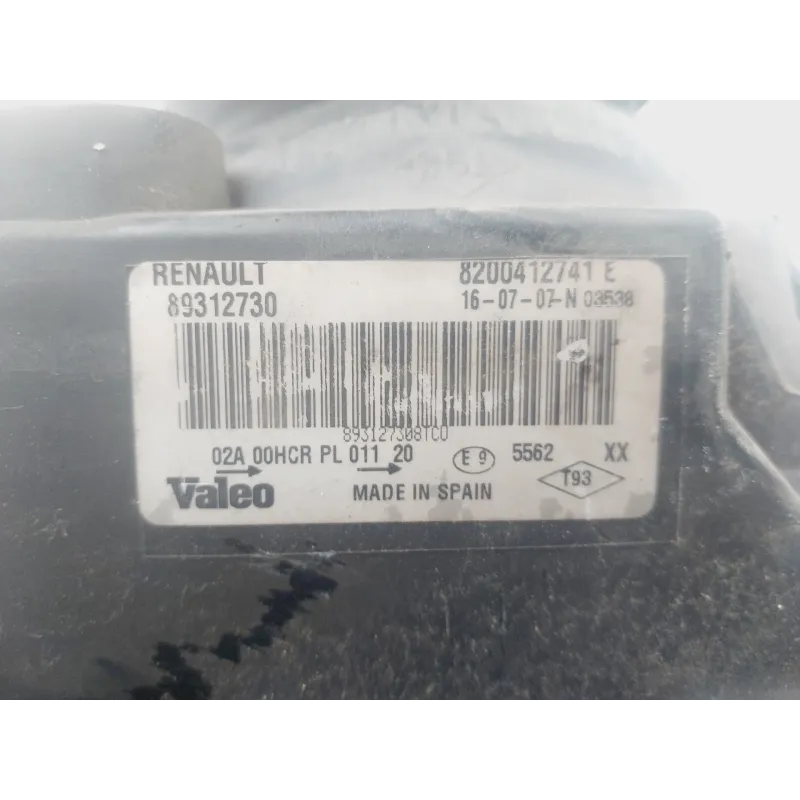 RENAULT 8200412741 E
89312730 16-07-07-N 03538
893127308TCO
02A 00HCR PL 011 20 E 9 5562 XX
Valeo MADE IN SPAIN T93